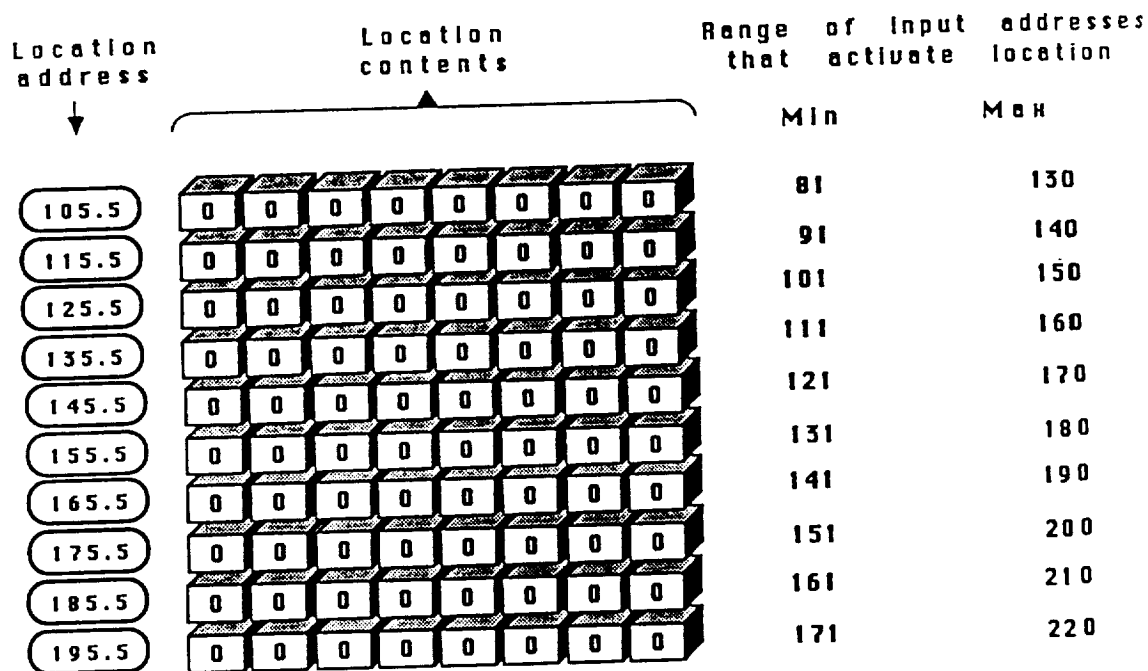 Location address
Location contents
Range of input addresses that activate location
Min Max
105.5 0 0 0 0 0 0 0 0 81 130
115.5 0 0 0 0 0 0 0 0 91 140
125.5 0 0 0 0 0 0 0 0 101 150
135.5 0 0 0 0 0 0 0 0 111 160
145.5 0 0 0 0 0 0 0 0 121 170
155.5 0 0 0 0 0 0 0 0 131 180
165.5 0 0 0 0 0 0 0 0 141 190
175.5 0 0 0 0 0 0 0 0 151 200
185.5 0 0 0 0 0 0 0 0 161 210
195.5 0 0 0 0 0 0 0 0 171 220